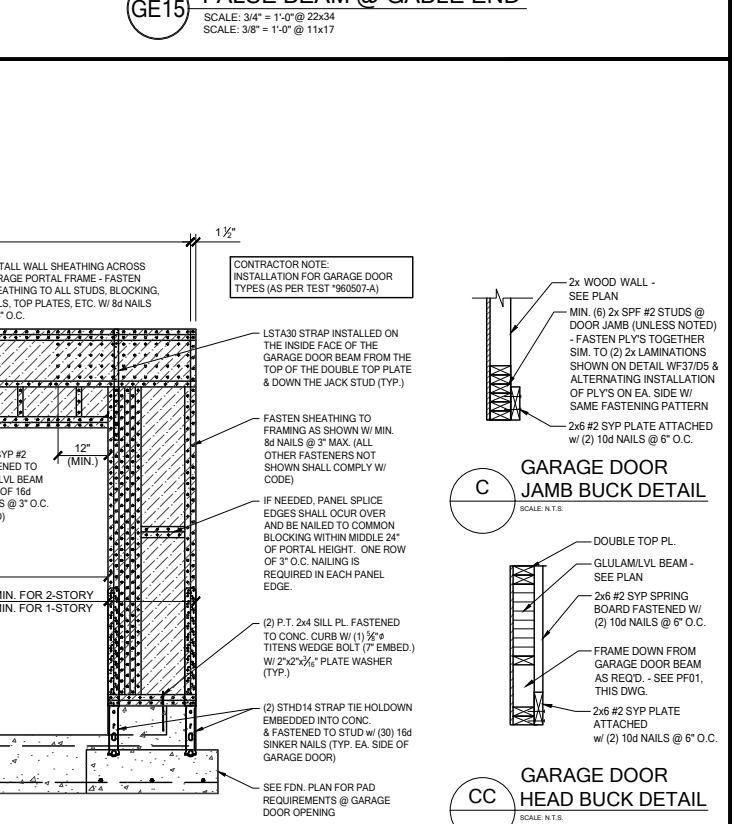 GE15
FALSE BEAM @ GABLE END
SCALE: 3/4" = 1'-0"@ 22x34
SCALE: 3/8" = 1'-0" @ 11x17
1½"
TALL WALL SHEATHING ACROSS
RAGE PORTAL FRAME - FASTEN
EATHING TO ALL STUDS, BLOCKING,
LS, TOP PLATES, ETC. W/ 8d NAILS
" O.C.
CONTRACTOR NOTE:
INSTALLATION FOR GARAGE DOOR
TYPES (AS PER TEST "960507-A)
LSTA30 STRAP INSTALLED ON
THE INSIDE FACE OF THE
GARAGE DOOR BEAM FROM THE
TOP OF THE DOUBLE TOP PLATE
& DOWN THE JACK STUD (TYP.)
FASTEN SHEATHING TO
FRAMING AS SHOWN W/ MIN.
8d NAILS @ 3" MAX. (ALL
OTHER FASTENERS NOT
SHOWN SHALL COMPLY W/
CODE)
SYP #2
ENED TO
LVL BEAM
OF 16d
S @ 3" O.C.
)
12"
(MIN.)
IF NEEDED, PANEL SPLICE
EDGES SHALL OCUR OVER
AND BE NAILED TO COMMON
BLOCKING WITHIN MIDDLE 24"
OF PORTAL HEIGHT. ONE ROW
OF 3" O.C. NAILING IS
REQUIRED IN EACH PANEL
EDGE.
MIN. FOR 2-STORY
MIN. FOR 1-STORY
(2) P.T. 2x4 SILL PL. FASTENED
TO CONC. CURB W/ (1) ⅝"ø
TITENS WEDGE BOLT (7" EMBED.)
W/ 2"x2"x3/16" PLATE WASHER
(TYP.)
(2) STHD14 STRAP TIE HOLDOWN
EMBEDDED INTO CONC.
& FASTENED TO STUD w/ (30) 16d
SINKER NAILS (TYP. EA. SIDE OF
GARAGE DOOR)
SEE FDN. PLAN FOR PAD
REQUIREMENTS @ GARAGE
DOOR OPENING
2x WOOD WALL -
SEE PLAN
MIN. (6) 2x SPF #2 STUDS @
DOOR JAMB (UNLESS NOTED)
- FASTEN PLY'S TOGETHER
SIM. TO (2) 2x LAMINATIONS
SHOWN ON DETAIL WF37/D5 &
ALTERNATING INSTALLATION
OF PLY'S ON EA. SIDE W/
SAME FASTENING PATTERN
2x6 #2 SYP PLATE ATTACHED
w/ (2) 10d NAILS @ 6" O.C.
C
GARAGE DOOR
JAMB BUCK DETAIL
SCALE: N.T.S.
DOUBLE TOP PL.
GLULAM/LVL BEAM -
SEE PLAN
2x6 #2 SYP SPRING
BOARD FASTENED W/
(2) 10d NAILS @ 6" O.C.
FRAME DOWN FROM
GARAGE DOOR BEAM
AS REQ'D. - SEE PF01,
THIS DWG.
2x6 #2 SYP PLATE
ATTACHED
w/ (2) 10d NAILS @ 6" O.C.
CC
GARAGE DOOR
HEAD BUCK DETAIL
SCALE: N.T.S.